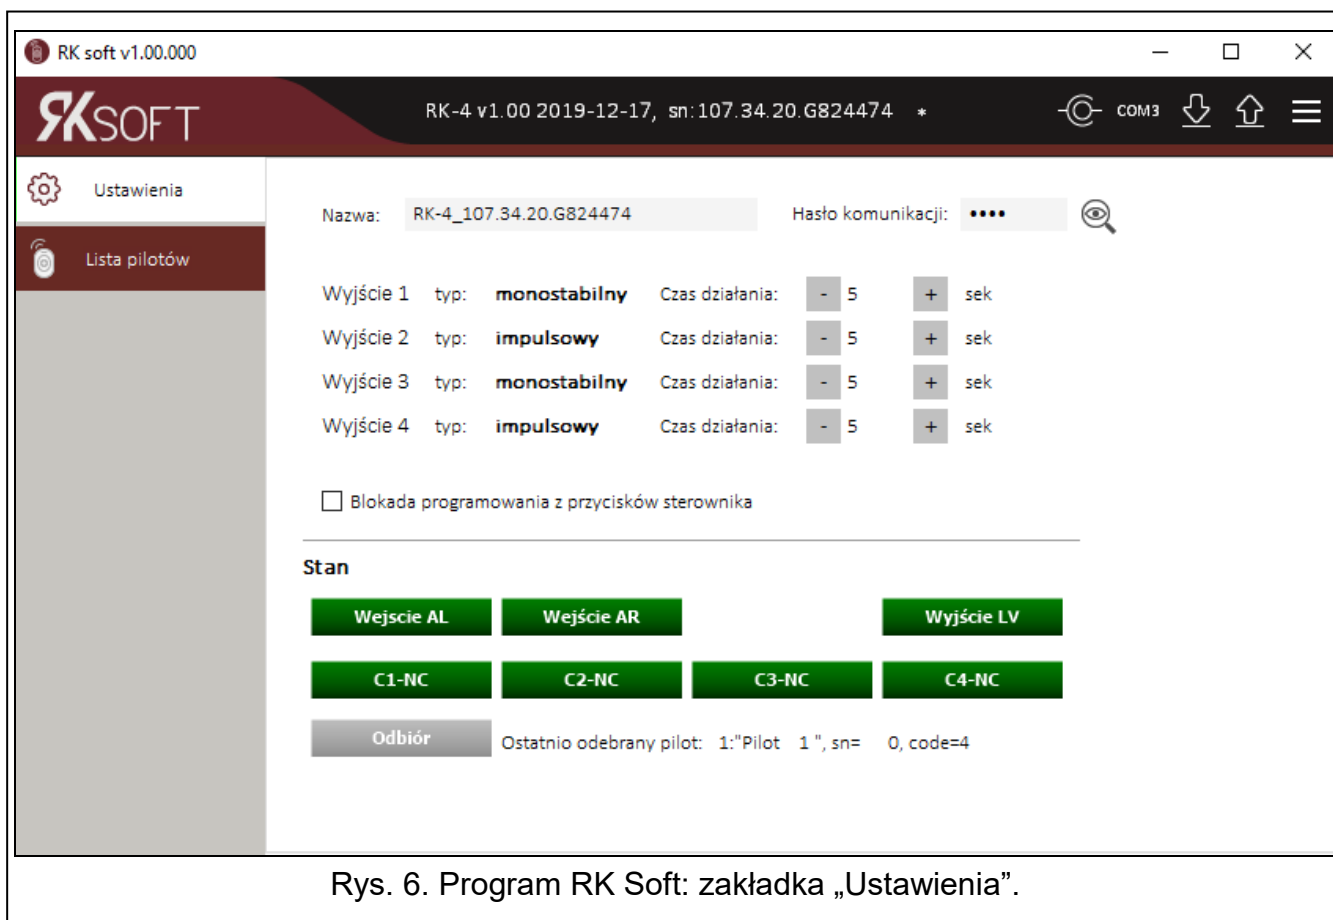 RK soft v1.00.000
RKSOFT RK-4 v1.00 2019-12-17, sn:107.34.20.G824474 * COM3
Ustawienia
Lista pilotów
Nazwa: RK-4_107.34.20.G824474 Hasło komunikacji: ••••
Wyjście 1 typ: monostabilny Czas działania: - 5 + sek
Wyjście 2 typ: impulsowy Czas działania: - 5 + sek
Wyjście 3 typ: monostabilny Czas działania: - 5 + sek
Wyjście 4 typ: impulsowy Czas działania: - 5 + sek
Blokada programowania z przycisków sterownika
Stan
Wejscie AL Wejście AR Wyjście LV
C1-NC C2-NC C3-NC C4-NC
Odbiór Ostatnio odebrany pilot: 1:"Pilot 1 ", sn= 0, code=4
Rys. 6. Program RK Soft: zakładka „Ustawienia”.